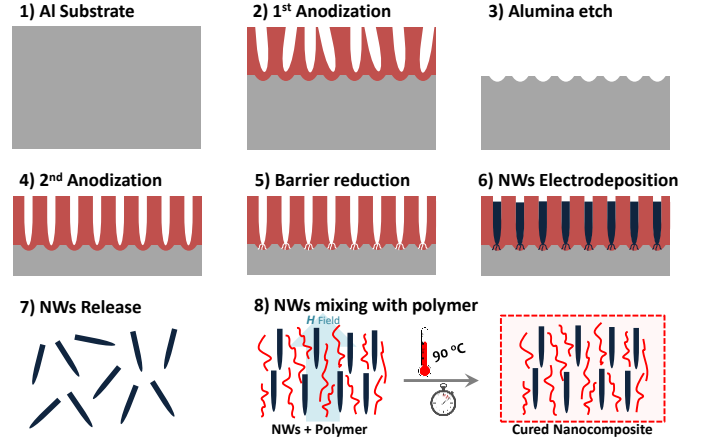 1) Al Substrate
2) 1st Anodization
3) Alumina etch
4) 2nd Anodization
5) Barrier reduction
6) NWs Electrodeposition
7) NWs Release
8) NWs mixing with polymer
H Field
90 °C
NWs + Polymer
Cured Nanocomposite